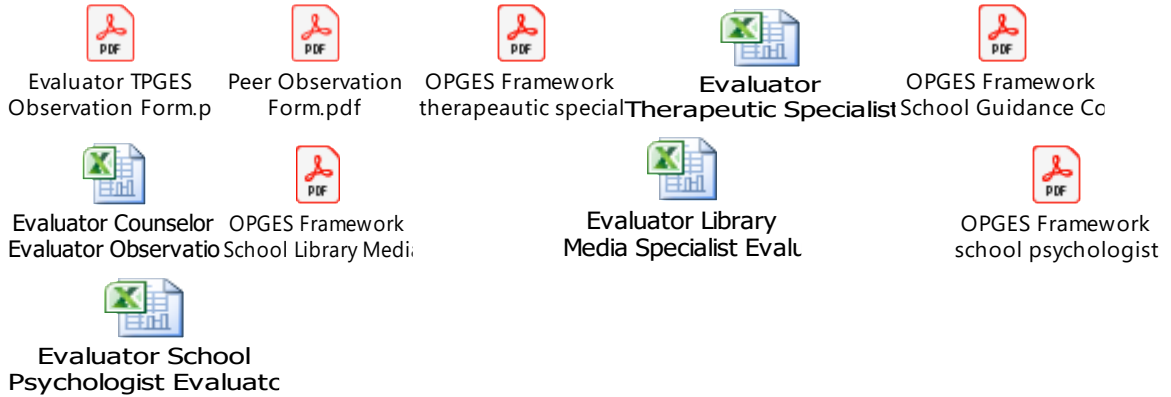 PDF
PDF
PDF
PDF
Evaluator TPGES
Observation Form.p
Peer Observation
Form.pdf
OPGES Framework
therapeautic special
Evaluator
Therapeutic Specialist
OPGES Framework
School Guidance Co
PDF
PDF
Evaluator Counselor
Evaluator Observatio
OPGES Framework
School Library Media
Evaluator Library
Media Specialist Evalu
OPGES Framework
school psychologist
Evaluator School
Psychologist Evaluato